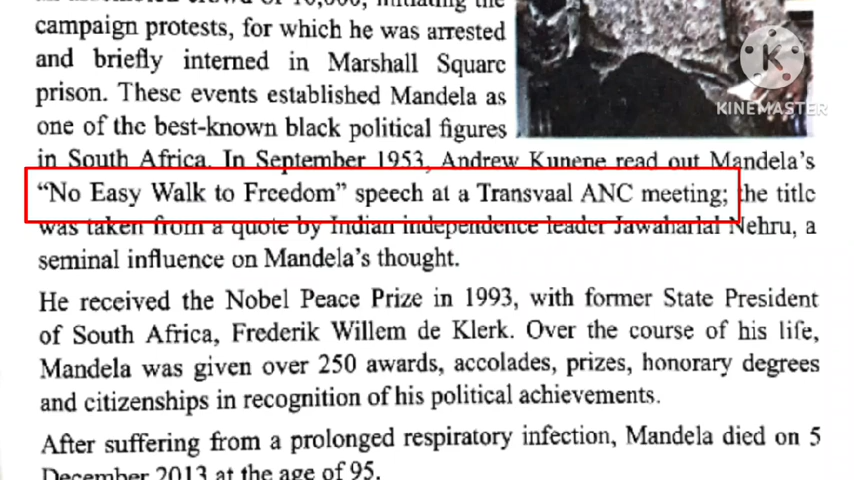 campaign protests, for which he was arrested
and briefly interned in Marshall Square
prison. These events established Mandela as
one of the best-known black political figures
in South Africa. In September 1953, Andrew Kunene read out Mandela's
“No Easy Walk to Freedom” speech at a Transvaal ANC meeting; the title
was taken from a quote by Indian independence leader Jawaharlal Nehru, a
seminal influence on Mandela's thought.
He received the Nobel Peace Prize in 1993, with former State President
of South Africa, Frederik Willem de Klerk. Over the course of his life,
Mandela was given over 250 awards, accolades, prizes, honorary degrees
and citizenships in recognition of his political achievements.
After suffering from a prolonged respiratory infection, Mandela died on 5
December 2013 at the age of 95.
K
KINEMASTER